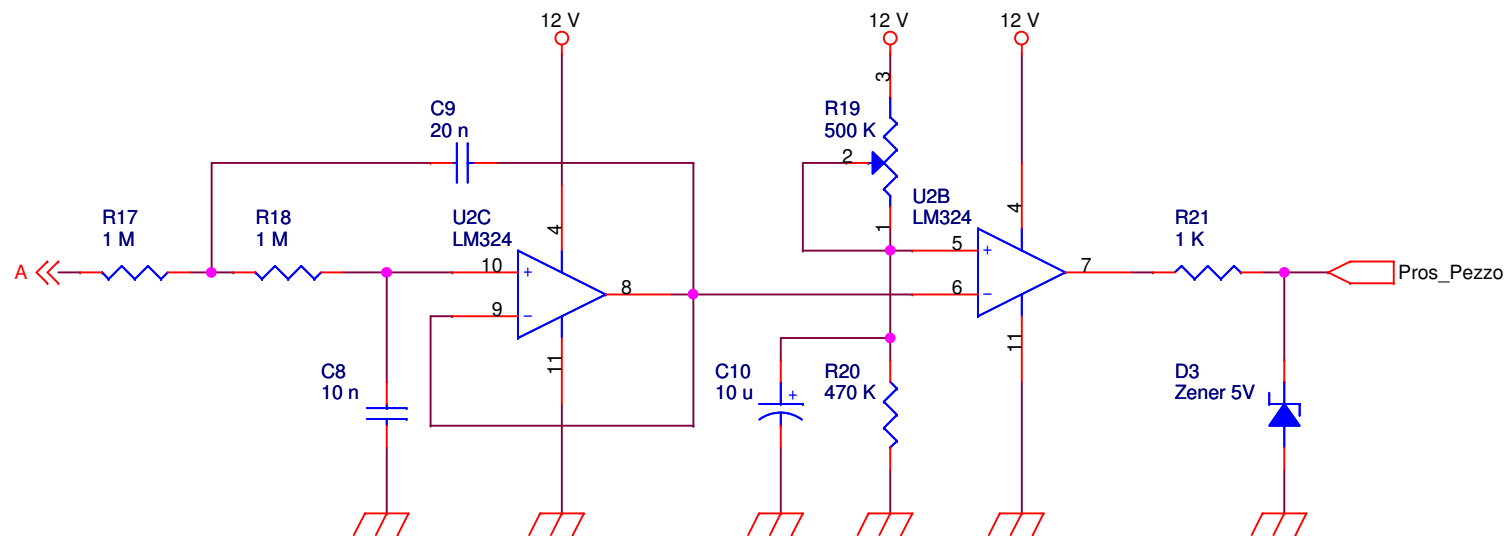 12 V
12 V
12 V
C9
20 n
3
R19
500 K
2
R17
1 M
R18
1 M
U2C
LM324
4
1
U2B
LM324
4
R21
1 K
A
10
+
9
−
8
5
+
6
−
7
Pros_Pezzo
11
11
C8
10 n
C10
10 u
+
R20
470 K
D3
Zener 5V